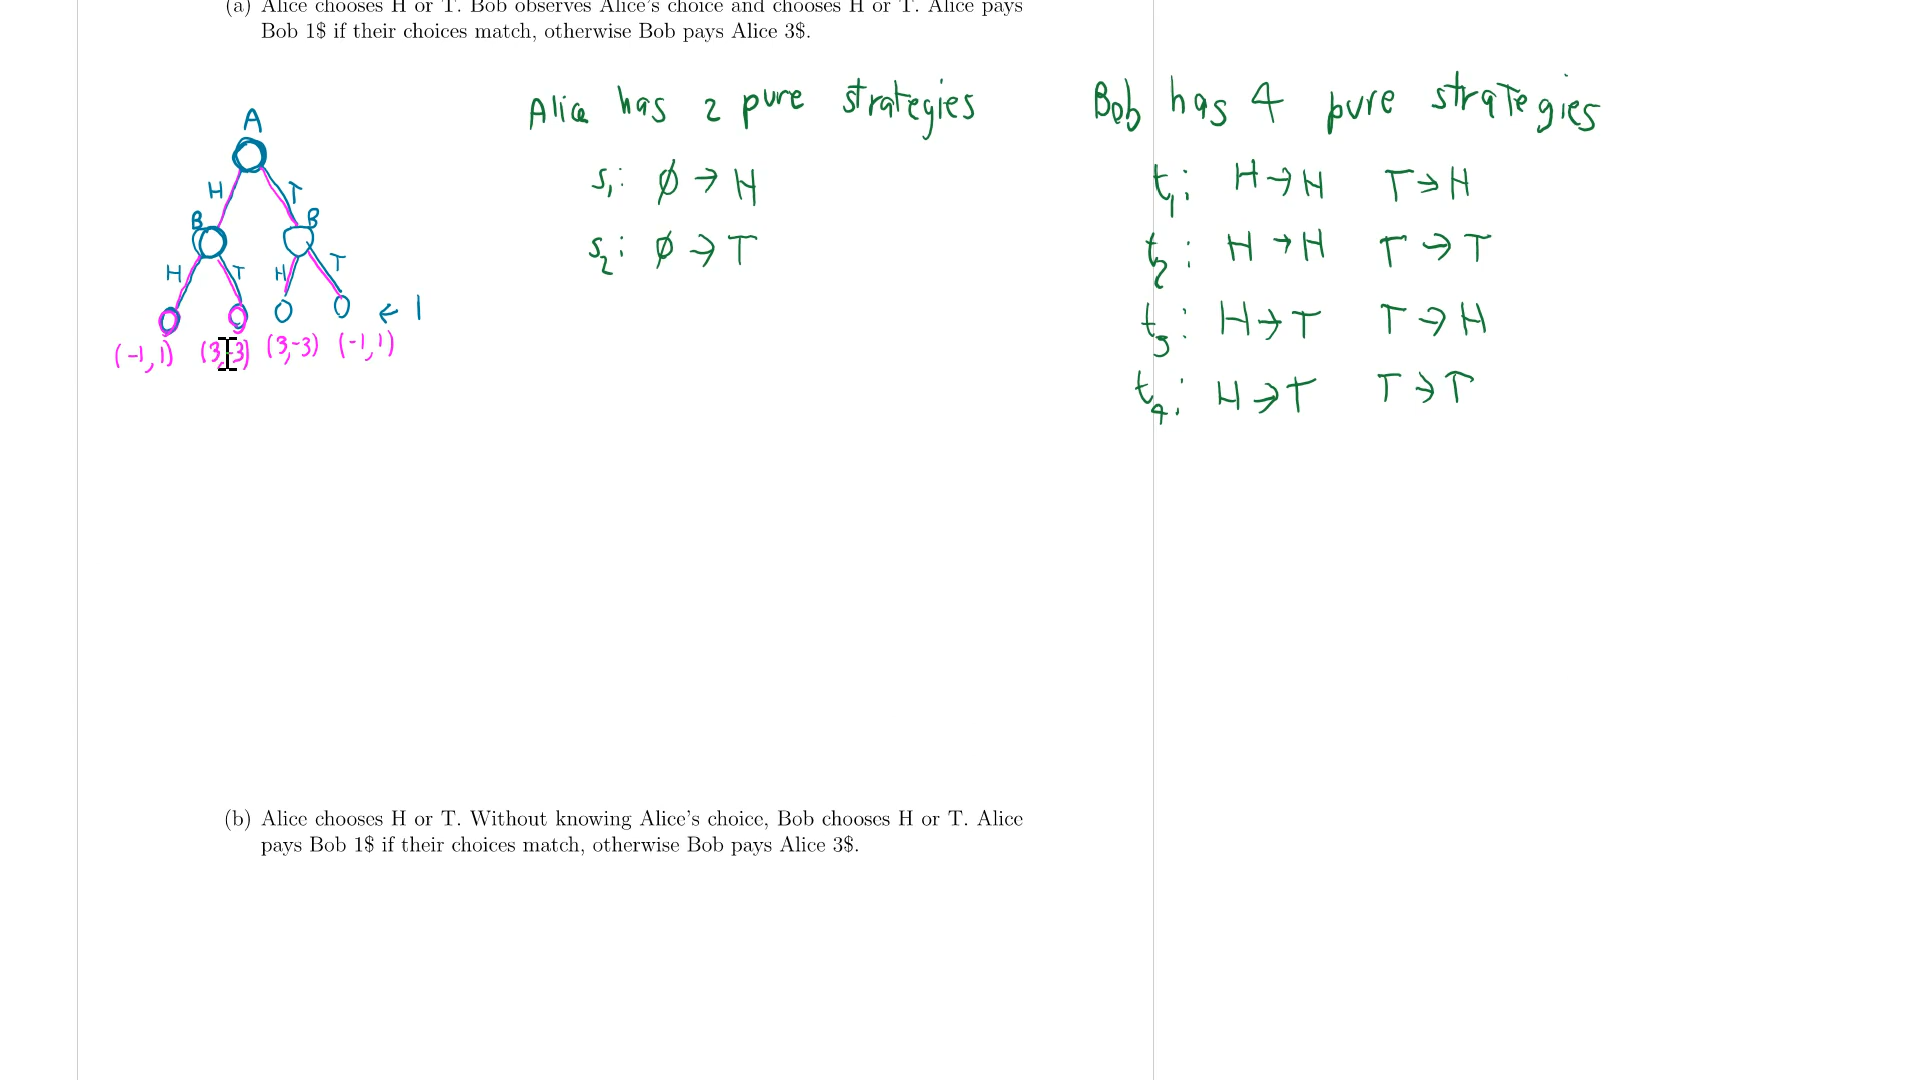 (a) Alice chooses H or T. Bob observes Alice's choice and chooses H or T. Alice pays
Bob 1$ if their choices match, otherwise Bob pays Alice 3$.
Alice has 2 pure strategies
Bob has 4 pure strategies
A
H T
B B
H T H T
← 1
(-1, 1) (3,-3) (3,-3) (-1, 1)
s₁: ∅ → H
s₂: ∅ → T
t₁: H → H T → H
t₂: H → H T → T
t₃: H → T T → H
t₄: H → T T → T
(b) Alice chooses H or T. Without knowing Alice's choice, Bob chooses H or T. Alice
pays Bob 1$ if their choices match, otherwise Bob pays Alice 3$.